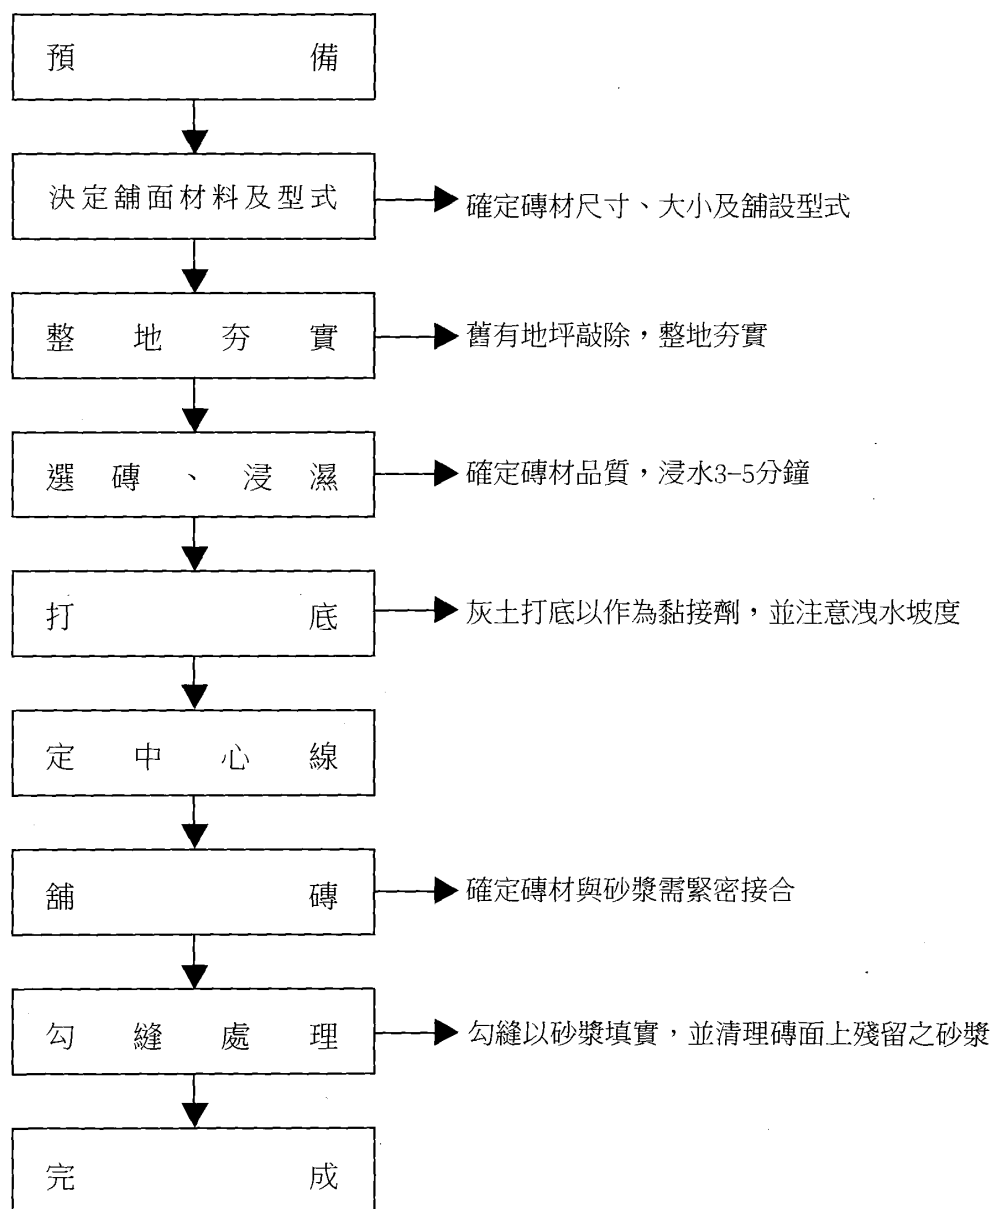 預備
決定舖面材料及型式
確定磚材尺寸、大小及舖設型式
整地夯實
舊有地坪敲除，整地夯實
選磚、浸濕
確定磚材品質，浸水3-5分鐘
打底
灰土打底以作為黏接劑，並注意洩水坡度
定中心線
舖磚
確定磚材與砂漿需緊密接合
勾縫處理
勾縫以砂漿填實，並清理磚面上殘留之砂漿
完成